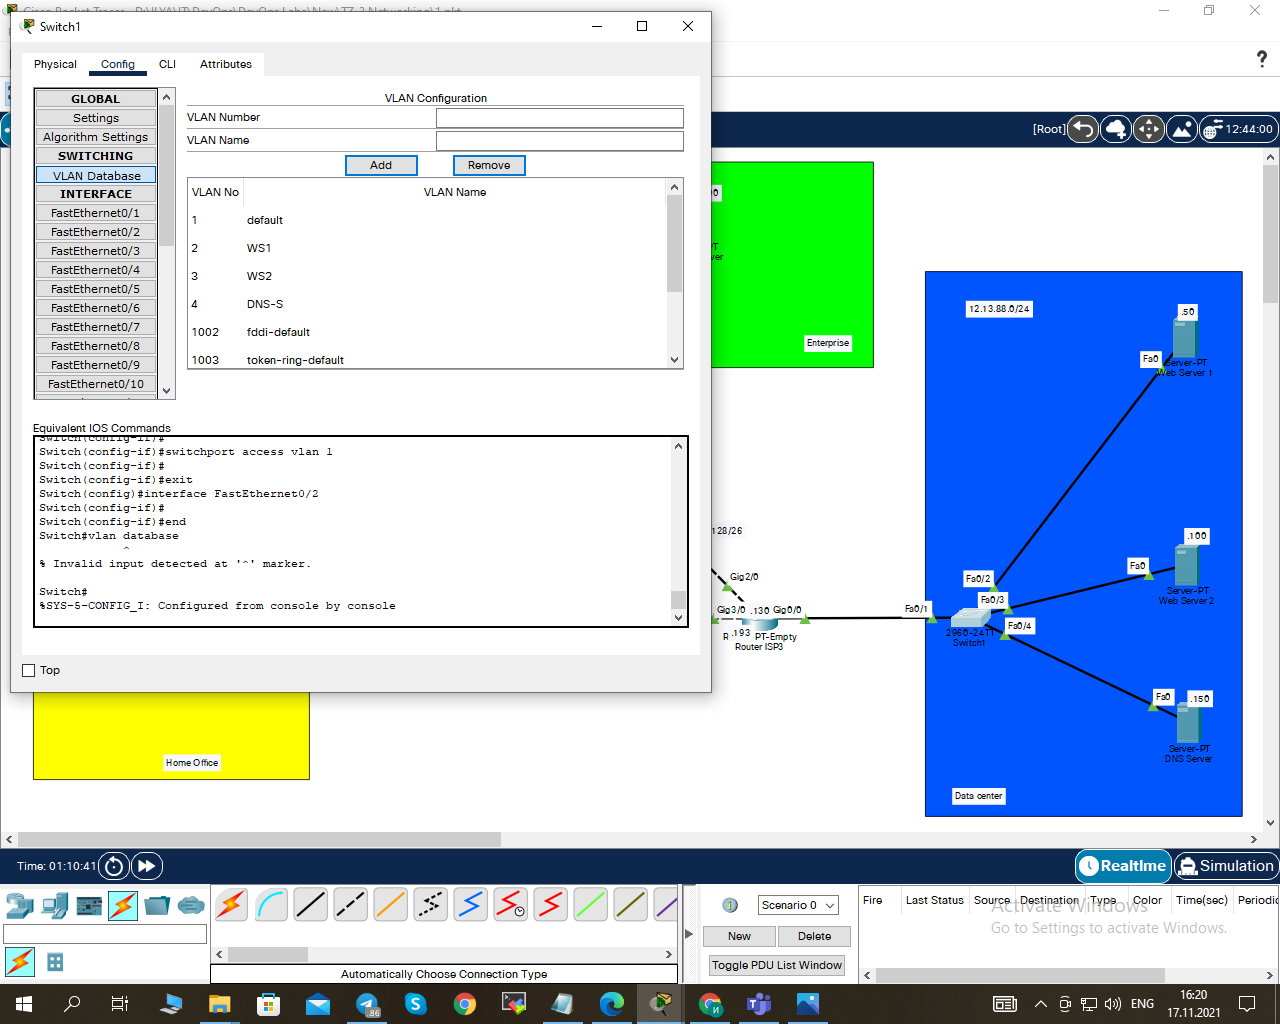 Switch1
Physical
Config
CLI
Attributes
GLOBAL
Settings
Algorithm Settings
SWITCHING
VLAN Database
INTERFACE
FastEthernet0/1
FastEthernet0/2
FastEthernet0/3
FastEthernet0/4
FastEthernet0/5
FastEthernet0/6
FastEthernet0/7
FastEthernet0/8
FastEthernet0/9
FastEthernet0/10
VLAN Configuration
VLAN Number
VLAN Name
Add
Remove
VLAN No VLAN Name
1 default
2 WS1
3 WS2
4 DNS-S
1002 fddi-default
1003 token-ring-default
Equivalent IOS Commands
Switch(config-if)#
Switch(config-if)#switchport access vlan 1
Switch(config-if)#
Switch(config-if)#exit
Switch(config)#interface FastEthernet0/2
Switch(config-if)#
Switch(config-if)#end
Switch#vlan database
^
% Invalid input detected at '^' marker.
Switch#
%SYS-5-CONFIG_I: Configured from console by console
Top
[Root]
12:44:00
Enterprise
12.13.88.0/24
.50
Fa0
Server-PT
Web Server 1
128/26
.100
Fa0
Server-PT
Web Server 2
Gig2/0
Fa0/2
Fa0/3
Gig3/0 .130 Gig0/0
Fa0/1
Fa0/4
R .193 PT-Empty
Router ISP3
2960-24TT
Switch1
Fa0
.150
Server-PT
DNS Server
Home Office
Data center
Time: 01:10:41
Realtime
Simulation
Scenario 0
Fire Last Status Source Destination Type Color Time(sec) Periodic
Activate Windows
Go to Settings to activate Windows.
New
Delete
Toggle PDU List Window
Automatically Choose Connection Type
.86
ENG
16:20
17.11.2021